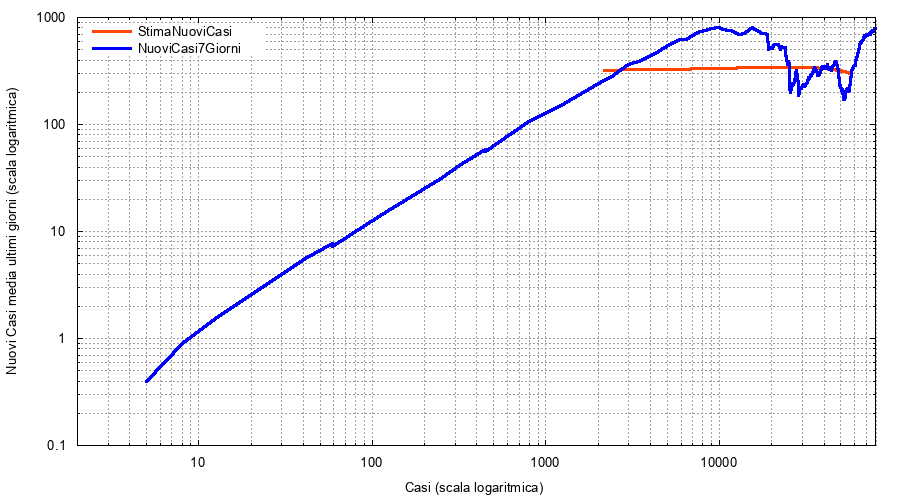 1000
100
10
1
0.1
StimaNuoviCasi
NuoviCasi7Giorni
Nuovi Casi media ultimi giorni (scala logaritmica)
10 100 1000 10000
Casi (scala logaritmica)